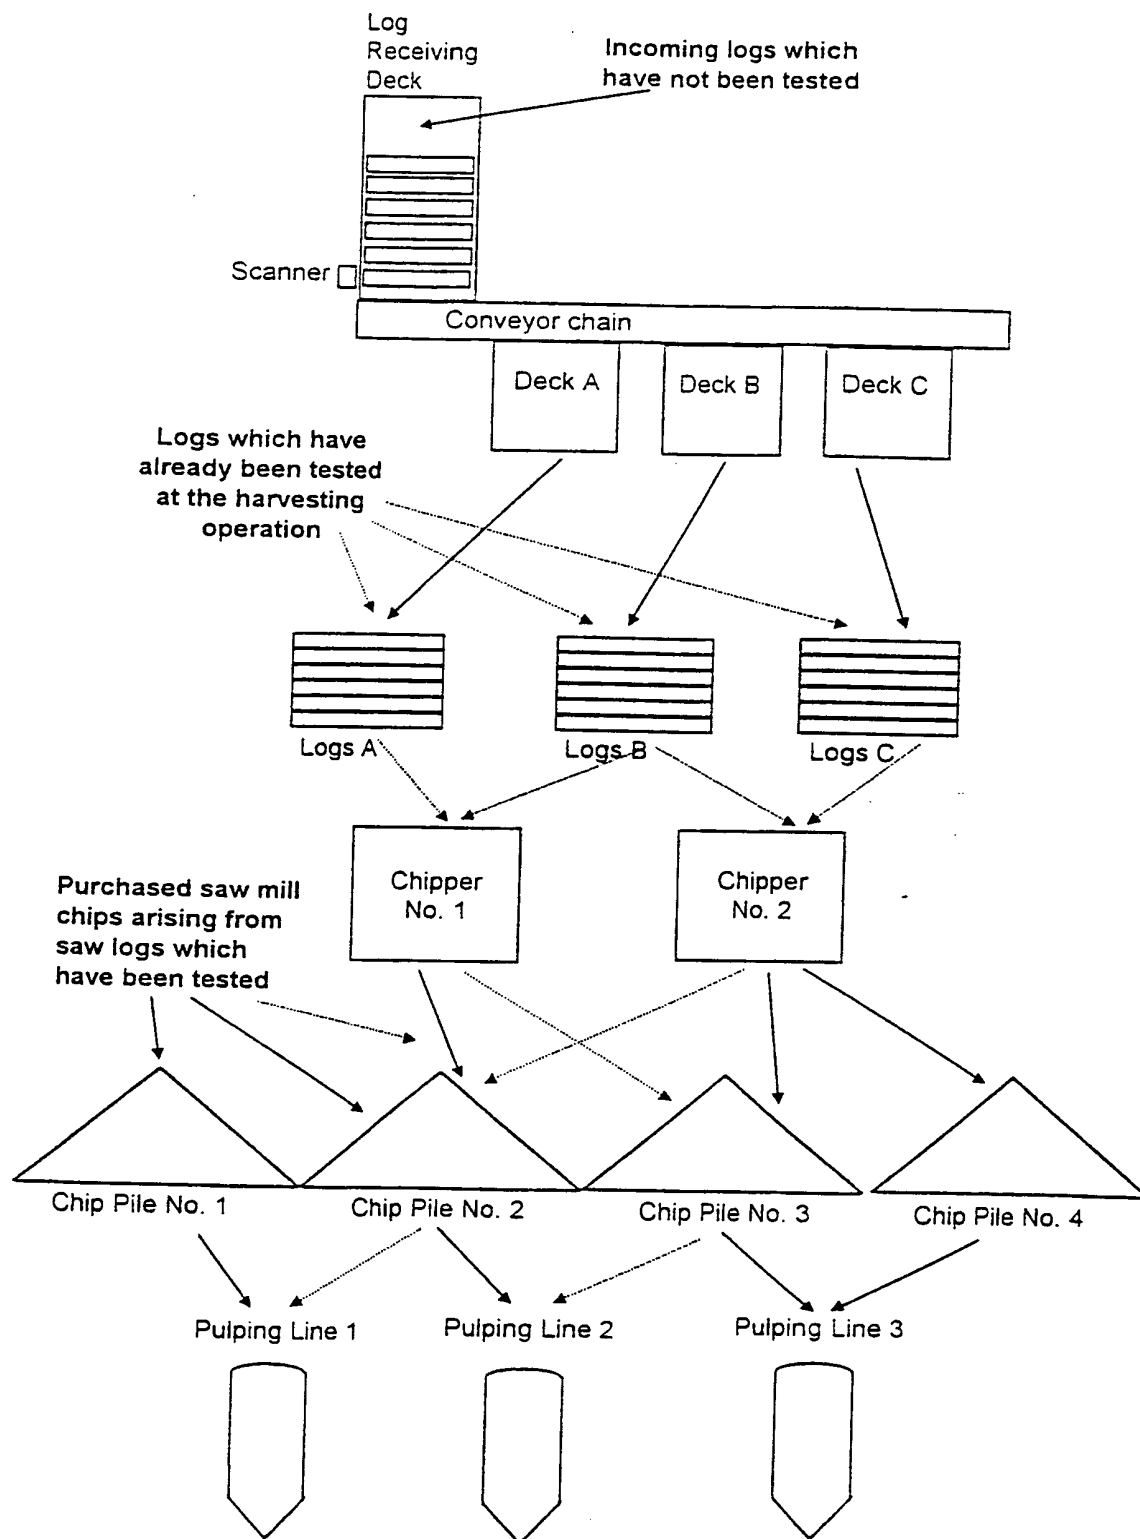 Log
Receiving
Deck
Incoming logs which
have not been tested
Scanner
Conveyor chain
Deck A
Deck B
Deck C
Logs which have
already been tested
at the harvesting
operation
Logs A
Logs B
Logs C
Chipper
No. 1
Chipper
No. 2
Purchased saw mill
chips arising from
saw logs which
have been tested
Chip Pile No. 1
Chip Pile No. 2
Chip Pile No. 3
Chip Pile No. 4
Pulping Line 1
Pulping Line 2
Pulping Line 3